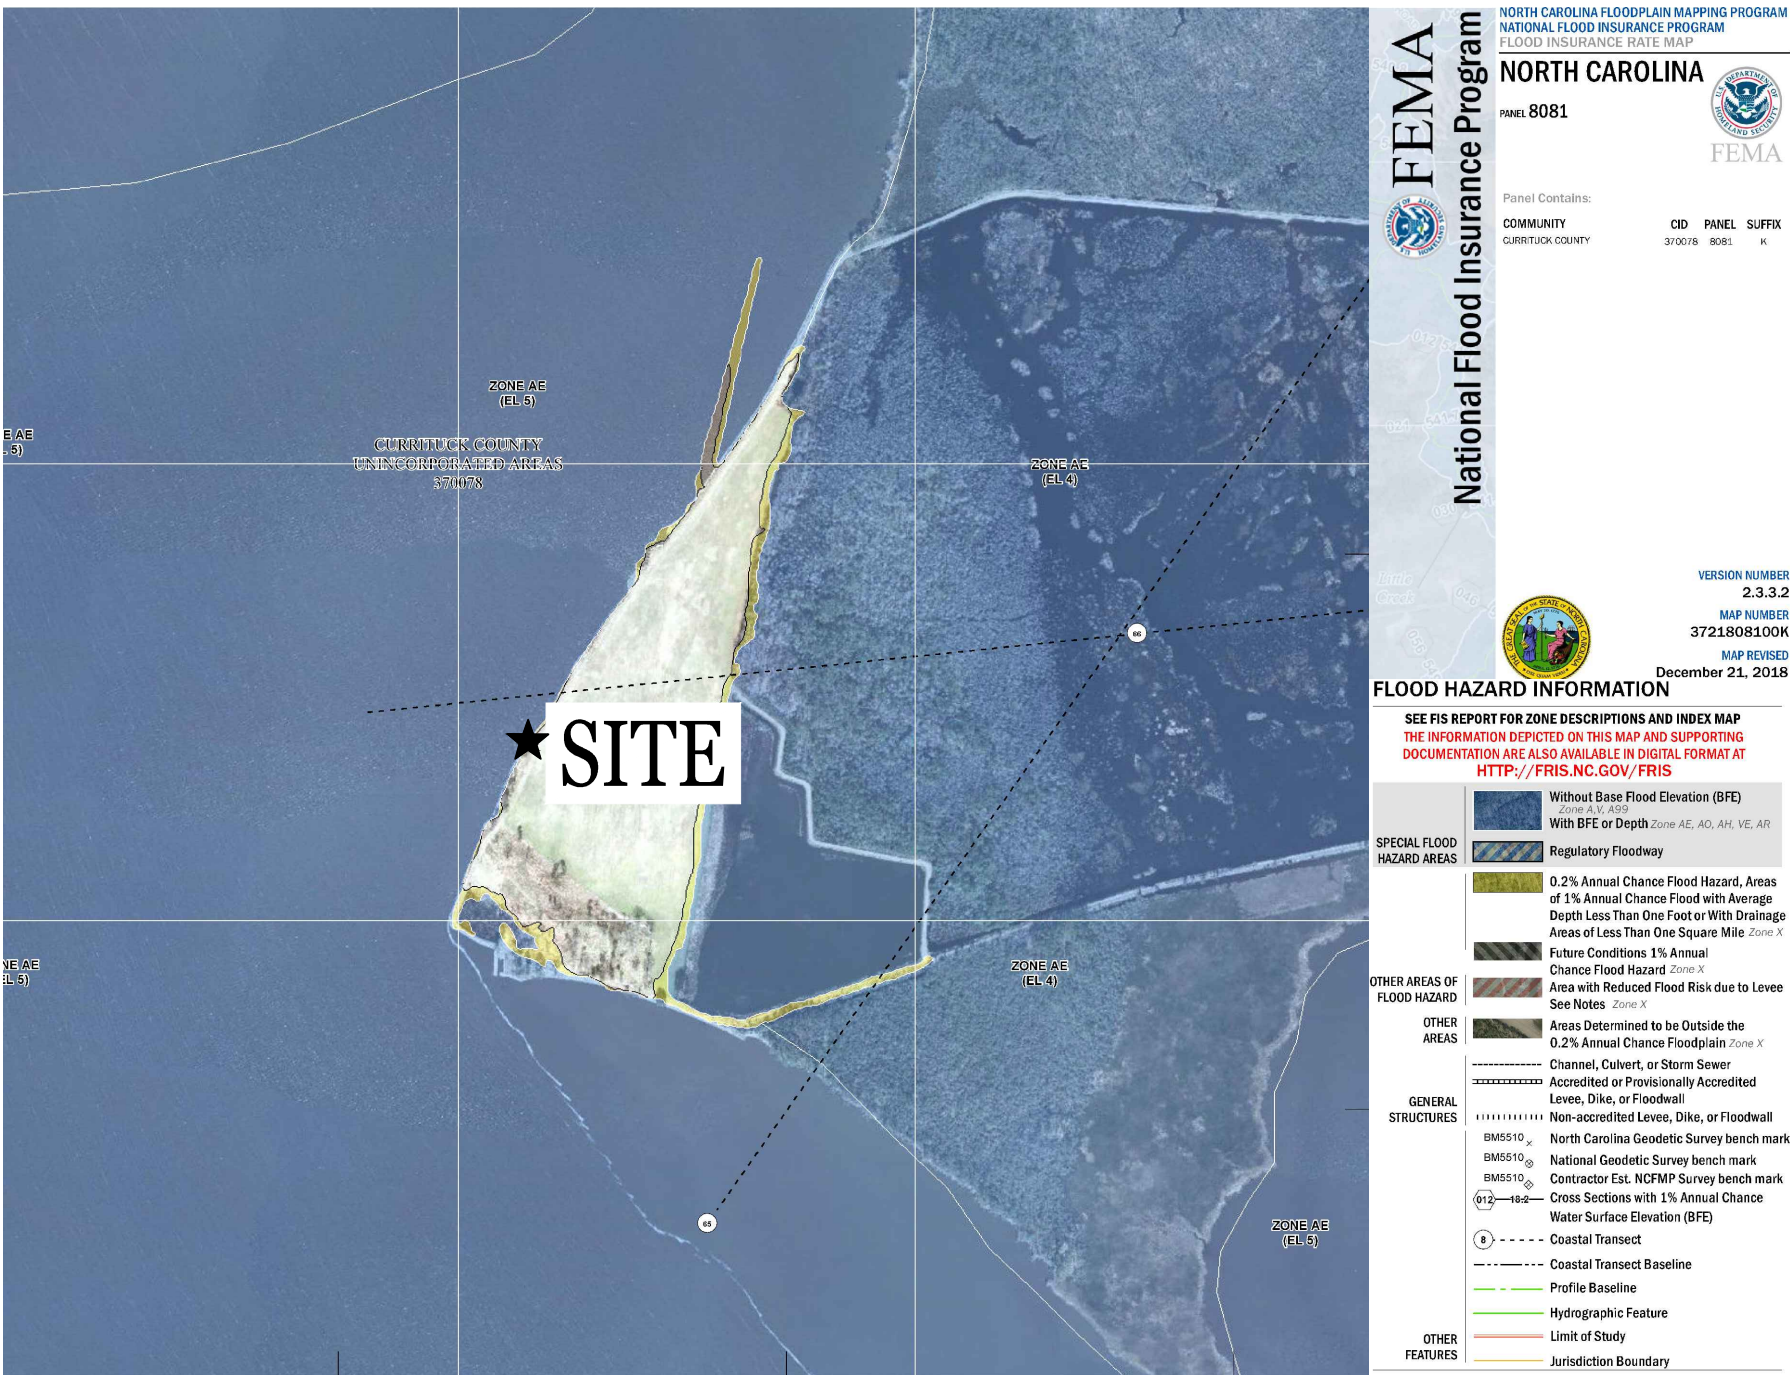 ZONE AE
(EL 5)
CURRITUCK COUNTY
UNINCORPORATED AREAS
370078
E AE
5)
ZONE AE
(EL 4)
66
SITE
NE AE
EL 5)
ZONE AE
(EL 4)
65
ZONE AE
(EL 5)
FEMA
National Flood Insurance Program
NORTH CAROLINA FLOODPLAIN MAPPING PROGRAM
NATIONAL FLOOD INSURANCE PROGRAM
FLOOD INSURANCE RATE MAP
NORTH CAROLINA
PANEL 8081
FEMA
Panel Contains:
COMMUNITY CID PANEL SUFFIX
CURRITUCK COUNTY 370078 8081 K
Little
Creek
VERSION NUMBER
2.3.3.2
MAP NUMBER
3721808100K
MAP REVISED
December 21, 2018
FLOOD HAZARD INFORMATION
SEE FIS REPORT FOR ZONE DESCRIPTIONS AND INDEX MAP
THE INFORMATION DEPICTED ON THIS MAP AND SUPPORTING
DOCUMENTATION ARE ALSO AVAILABLE IN DIGITAL FORMAT AT
HTTP://FRIS.NC.GOV/FRIS
SPECIAL FLOOD
HAZARD AREAS
Without Base Flood Elevation (BFE)
Zone A,V, A99
With BFE or Depth Zone AE, AO, AH, VE, AR
Regulatory Floodway
0.2% Annual Chance Flood Hazard, Areas
of 1% Annual Chance Flood with Average
Depth Less Than One Foot or With Drainage
Areas of Less Than One Square Mile Zone X
Future Conditions 1% Annual
Chance Flood Hazard Zone X
OTHER AREAS OF
FLOOD HAZARD
Area with Reduced Flood Risk due to Levee
See Notes Zone X
OTHER
AREAS
Areas Determined to be Outside the
0.2% Annual Chance Floodplain Zone X
GENERAL
STRUCTURES
Channel, Culvert, or Storm Sewer
Accredited or Provisionally Accredited
Levee, Dike, or Floodwall
Non-accredited Levee, Dike, or Floodwall
BM5510 North Carolina Geodetic Survey bench mark
BM5510 National Geodetic Survey bench mark
BM5510 Contractor Est. NCFMP Survey bench mark
012 18.2 Cross Sections with 1% Annual Chance
Water Surface Elevation (BFE)
8 Coastal Transect
Coastal Transect Baseline
Profile Baseline
Hydrographic Feature
OTHER
FEATURES
Limit of Study
Jurisdiction Boundary